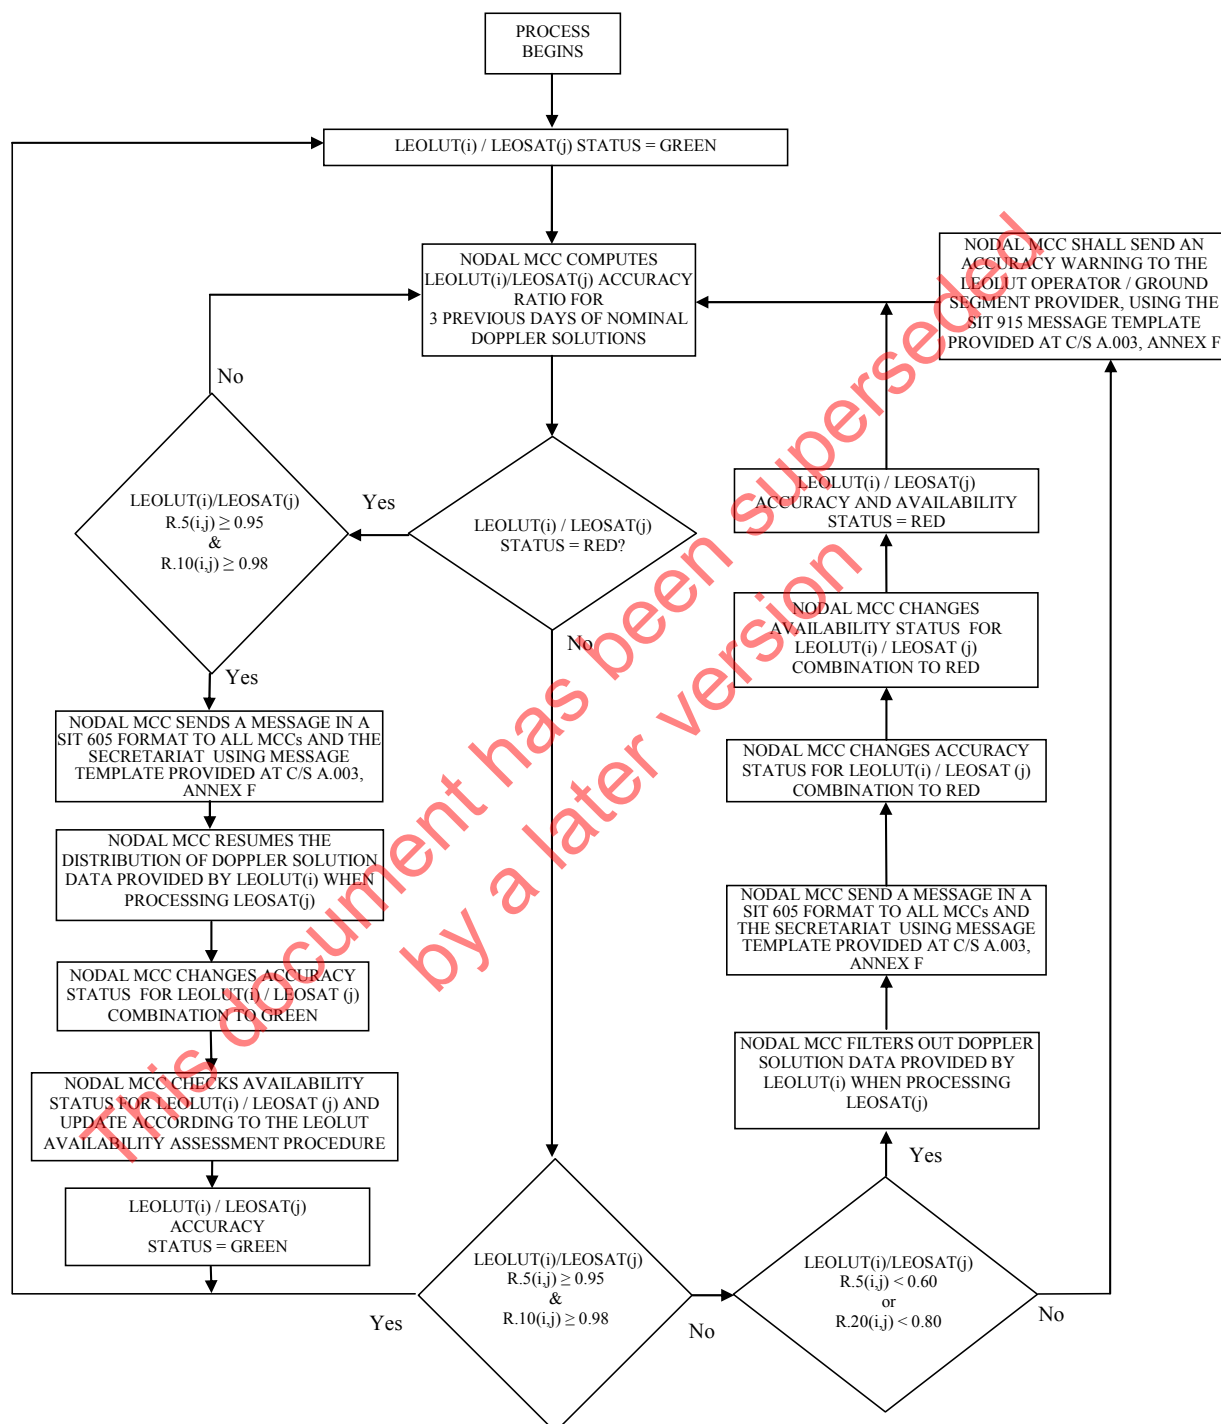 PROCESS
BEGINS
LEOLUT(i) / LEOSAT(j) STATUS = GREEN
NODAL MCC COMPUTES
LEOLUT(i)/LEOSAT(j) ACCURACY
RATIO FOR
3 PREVIOUS DAYS OF NOMINAL
DOPPLER SOLUTIONS
NODAL MCC SHALL SEND AN
ACCURACY WARNING TO THE
LEOLUT OPERATOR / GROUND
SEGMENT PROVIDER, USING THE
SIT 915 MESSAGE TEMPLATE
PROVIDED AT C/S A.003, ANNEX F
No
LEOLUT(i)/LEOSAT(j)
R.5(i,j) ≥ 0.95
&
R.10(i,j) ≥ 0.98
Yes
LEOLUT(i) / LEOSAT(j)
STATUS = RED?
LEOLUT(i) / LEOSAT(j)
ACCURACY AND AVAILABILITY
STATUS = RED
No
Yes
NODAL MCC CHANGES
AVAILABILITY STATUS FOR
LEOLUT(i) / LEOSAT (j)
COMBINATION TO RED
NODAL MCC SENDS A MESSAGE IN A
SIT 605 FORMAT TO ALL MCCs AND THE
SECRETARIAT USING MESSAGE
TEMPLATE PROVIDED AT C/S A.003,
ANNEX F
NODAL MCC CHANGES ACCURACY
STATUS FOR LEOLUT(i) / LEOSAT (j)
COMBINATION TO RED
NODAL MCC RESUMES THE
DISTRIBUTION OF DOPPLER SOLUTION
DATA PROVIDED BY LEOLUT(i) WHEN
PROCESSING LEOSAT(j)
NODAL MCC SEND A MESSAGE IN A
SIT 605 FORMAT TO ALL MCCs AND
THE SECRETARIAT USING MESSAGE
TEMPLATE PROVIDED AT C/S A.003,
ANNEX F
NODAL MCC CHANGES ACCURACY
STATUS FOR LEOLUT(i) / LEOSAT (j)
COMBINATION TO GREEN
NODAL MCC FILTERS OUT DOPPLER
SOLUTION DATA PROVIDED BY
LEOLUT(i) WHEN PROCESSING
LEOSAT(j)
NODAL MCC CHECKS AVAILABILITY
STATUS FOR LEOLUT(i) / LEOSAT (j) AND
UPDATE ACCORDING TO THE LEOLUT
AVAILABILITY ASSESSMENT PROCEDURE
Yes
LEOLUT(i) / LEOSAT(j)
ACCURACY
STATUS = GREEN
LEOLUT(i)/LEOSAT(j)
R.5(i,j) ≥ 0.95
&
R.10(i,j) ≥ 0.98
LEOLUT(i)/LEOSAT(j)
R.5(i,j) < 0.60
or
R.20(i,j) < 0.80
Yes
No
No
This document has been superseded
by a later version